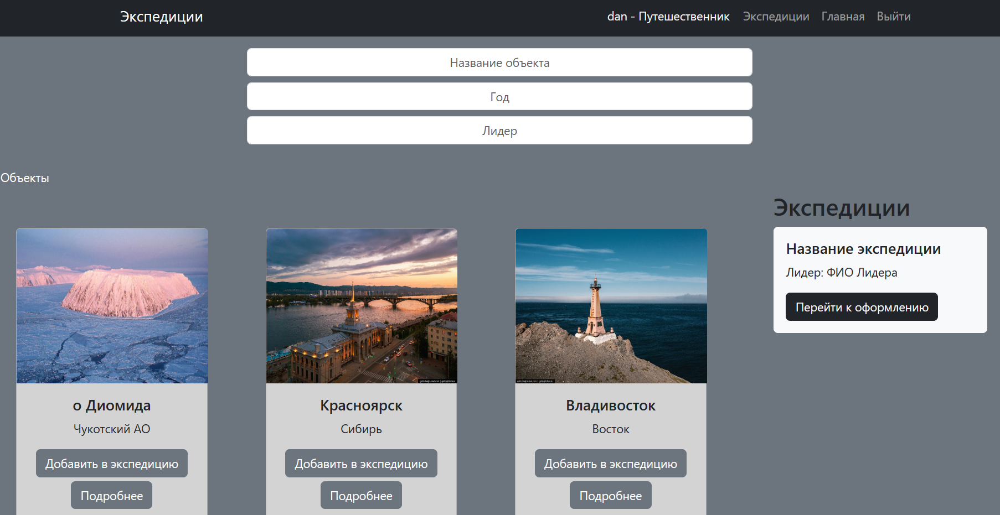 Экспедиции
dan - Путешественник Экспедиции Главная Выйти
Название объекта
Год
Лидер
Объекты
Экспедиции
Название экспедиции
Лидер: ФИО Лидера
Перейти к оформлению
о Диомида
Чукотский АО
Добавить в экспедицию
Подробнее
Красноярск
Сибирь
Добавить в экспедицию
Подробнее
Владивосток
Восток
Добавить в экспедицию
Подробнее